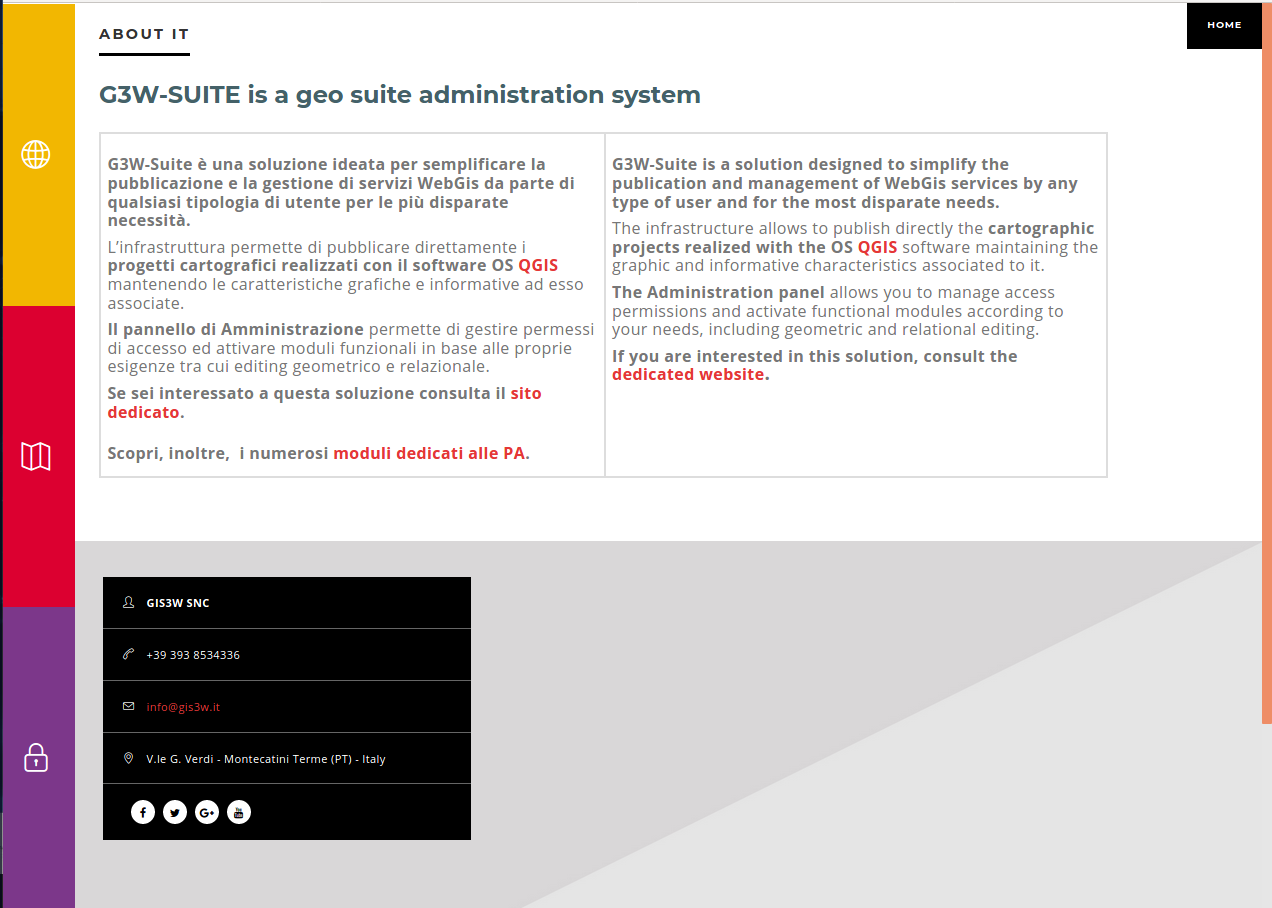 ABOUT IT
HOME
G3W-SUITE is a geo suite administration system
G3W-Suite è una soluzione ideata per semplificare la
pubblicazione e la gestione di servizi WebGis da parte di
qualsiasi tipologia di utente per le più disparate
necessità.
L’infrastruttura permette di pubblicare direttamente i
progetti cartografici realizzati con il software OS QGIS
mantenendo le caratteristiche grafiche e informative ad esso
associate.
Il pannello di Amministrazione permette di gestire permessi
di accesso ed attivare moduli funzionali in base alle proprie
esigenze tra cui editing geometrico e relazionale.
Se sei interessato a questa soluzione consulta il sito
dedicato.
Scopri, inoltre,  i numerosi moduli dedicati alle PA.
G3W-Suite is a solution designed to simplify the
publication and management of WebGis services by any
type of user and for the most disparate needs.
The infrastructure allows to publish directly the cartographic
projects realized with the OS QGIS software maintaining the
graphic and informative characteristics associated to it.
The Administration panel allows you to manage access
permissions and activate functional modules according to
your needs, including geometric and relational editing.
If you are interested in this solution, consult the
dedicated website.
GIS3W SNC
+39 393 8534336
info@gis3w.it
V.le G. Verdi - Montecatini Terme (PT) - Italy